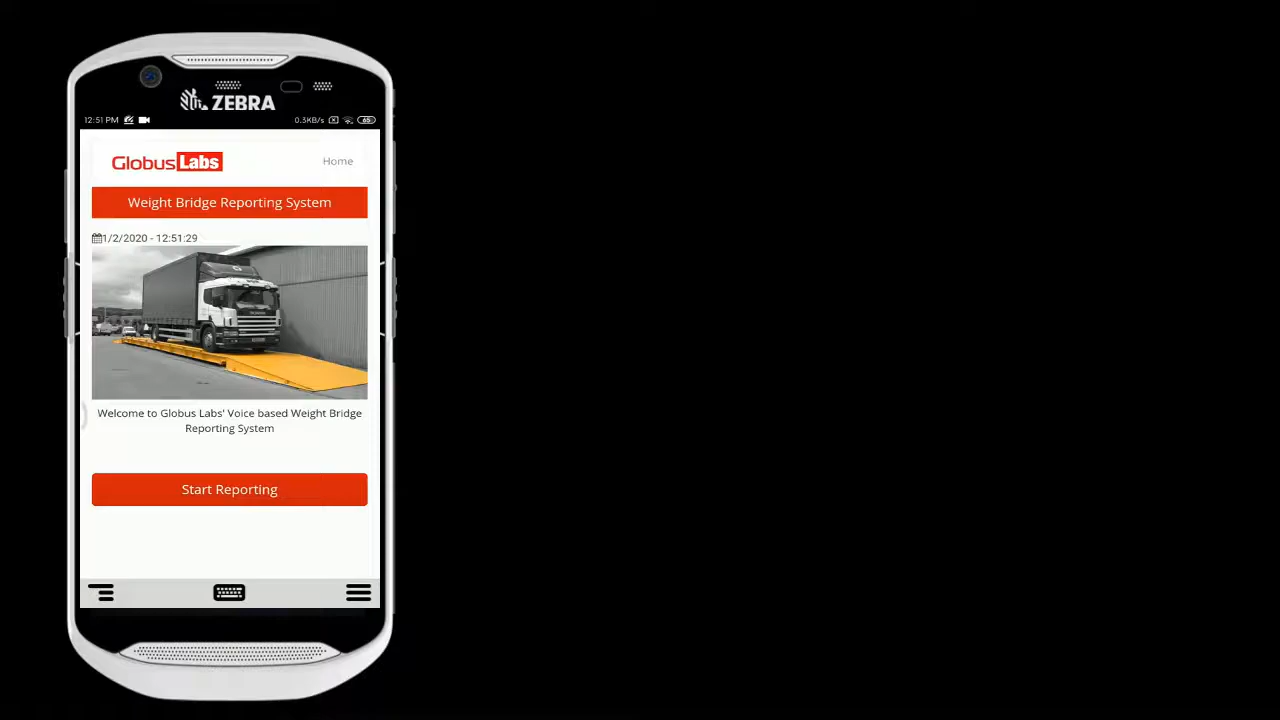 ZEBRA
12:51 PM
0.3KB/s
65
GlobusLabs
Home
Weight Bridge Reporting System
1/2/2020 - 12:51:29
Welcome to Globus Labs' Voice based Weight Bridge
Reporting System
Start Reporting